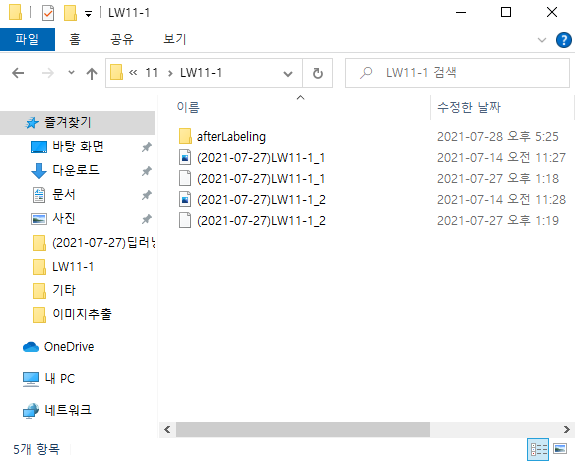 LW11-1
파일 홈 공유 보기
« 11 › LW11-1
LW11-1 검색
이름 수정한 날짜
즐겨찾기
바탕 화면
다운로드
문서
사진
(2021-07-27)딥러닝
LW11-1
기타
이미지추출
OneDrive
내 PC
네트워크
afterLabeling 2021-07-28 오후 5:25
(2021-07-27)LW11-1_1 2021-07-14 오전 11:27
(2021-07-27)LW11-1_1 2021-07-27 오후 1:18
(2021-07-27)LW11-1_2 2021-07-14 오전 11:28
(2021-07-27)LW11-1_2 2021-07-27 오후 1:19
5개 항목